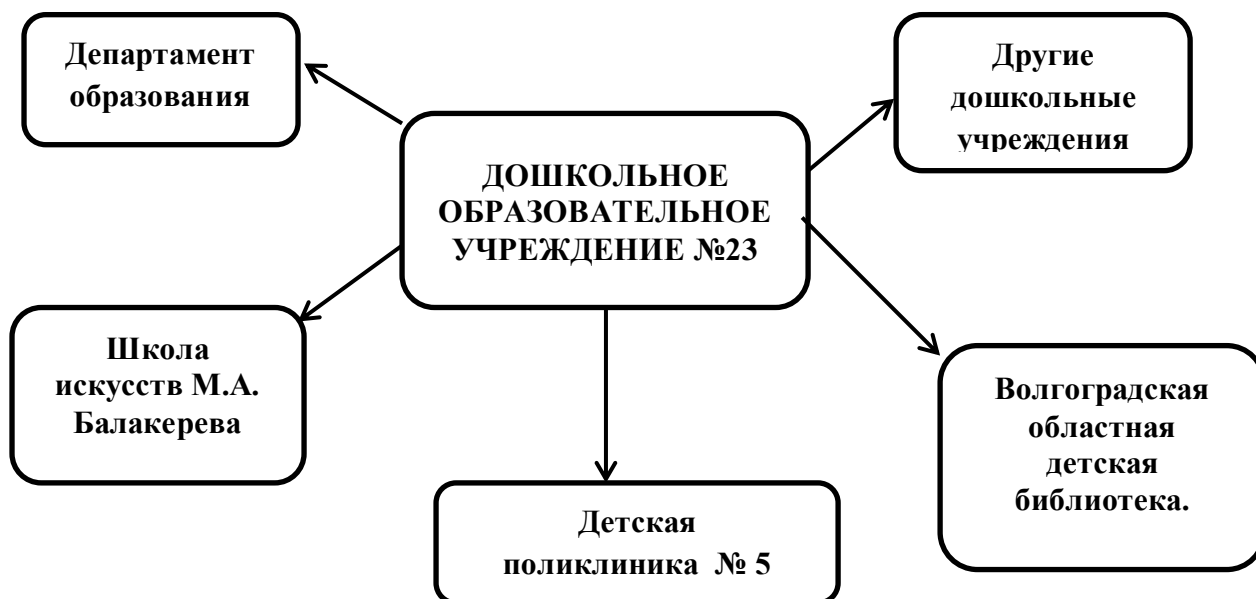 Департамент
образования
Другие
дошкольные
учреждения
ДОШКОЛЬНОЕ
ОБРАЗОВАТЕЛЬНОЕ
УЧРЕЖДЕНИЕ №23
Школа
искусств М.А.
Балакерева
Волгоградская
областная
детская
библиотека.
Детская
поликлиника № 5